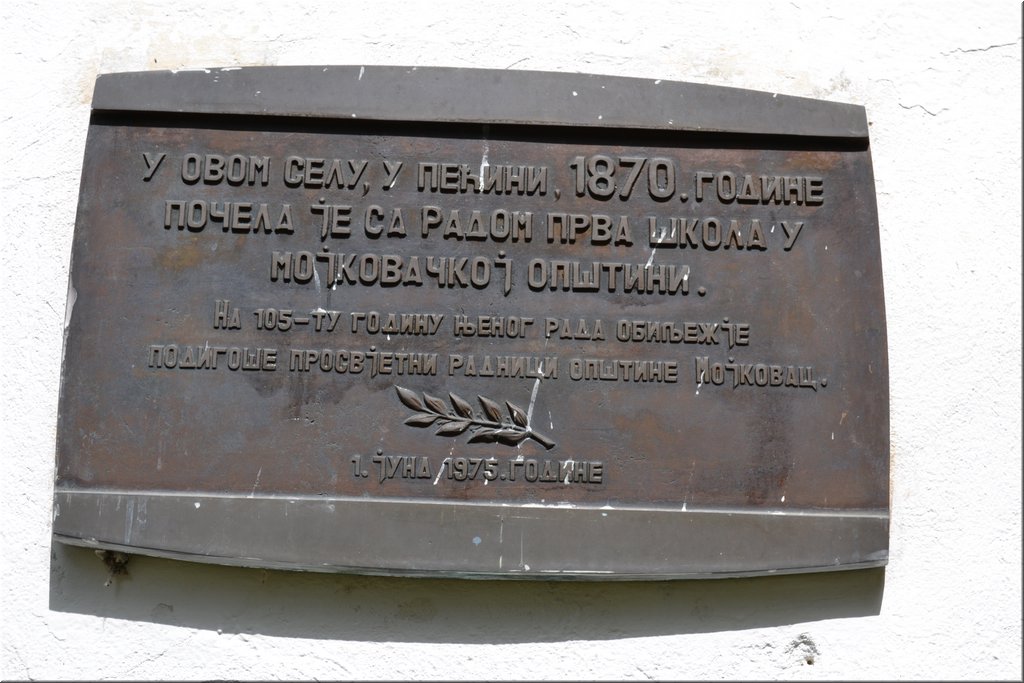 У ОВОМ СЕЛУ, У ПЕЋИНИ, 1870. ГОДИНЕ
ПОЧЕЛА ЈЕ СА РАДОМ ПРВА ШКОЛА У
МОЈКОВАЧКОЈ ОПШТИНИ.
НА 105-ТУ ГОДИНУ ЊЕНОГ РАДА ОБИЉЕЖЈЕ
ПОДИГОШЕ ПРОСВЈЕТНИ РАДНИЦИ ОПШТИНЕ МОЈКОВАЦ.
1. ЈУНА 1975. ГОДИНЕ